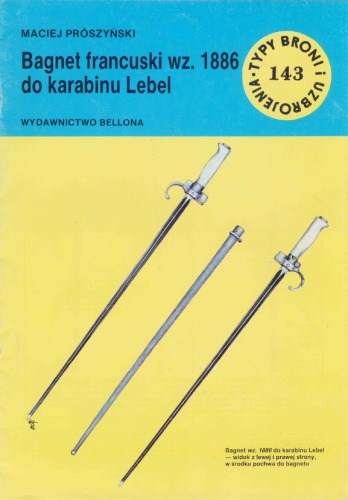 MACIEJ PRÓSZYŃSKI
Bagnet francuski wz. 1886
do karabinu Lebel
WYDAWNICTWO BELLONA
TYPY BRONI i UZBROJENIA
143
Bagnet wz. 1886 do karabinu Lebel
— widok z lewej i prawej strony,
w środku pochwa do bagnetu